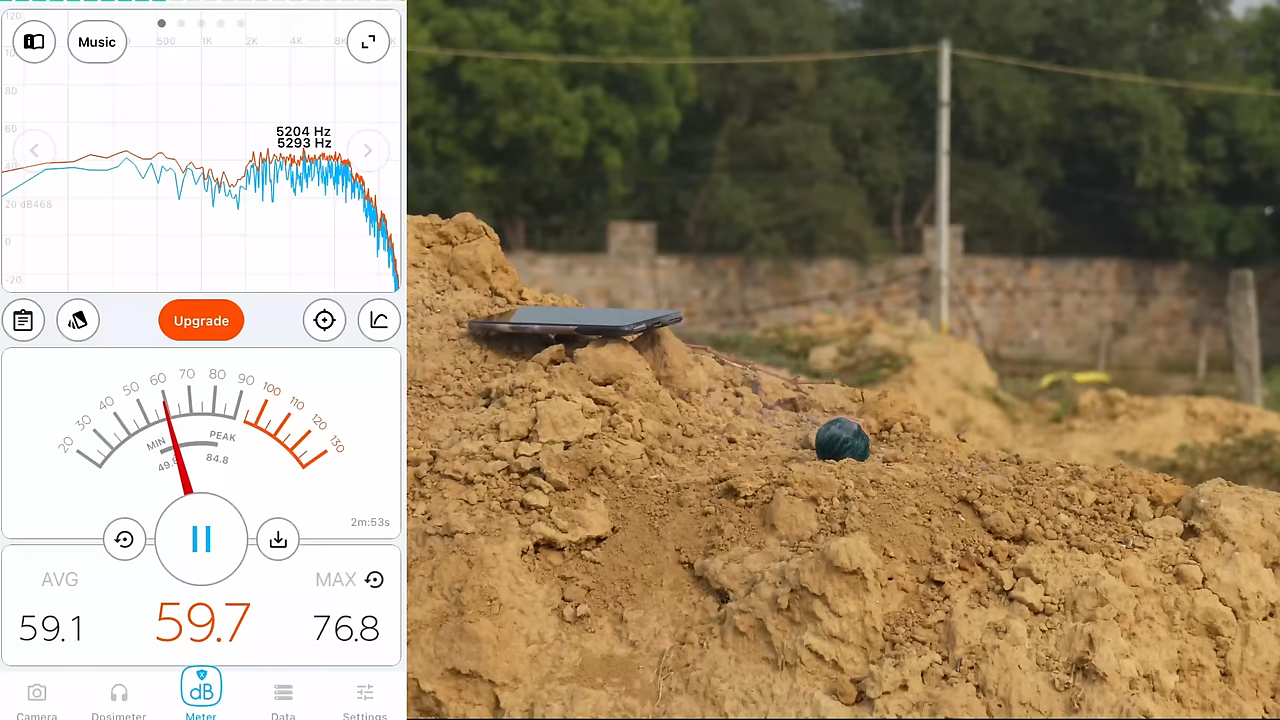 120
Music
500 1K 2K 4K 8K
80
60
5204 Hz
5293 Hz
40
20 dB468
0
-20
Upgrade
20 30 40 50 60 70 80 90 100 110 120 130
MIN PEAK
49.8 84.8
2m:53s
AVG MAX
59.1 59.7 76.8
dB
Camera Dosimeter Meter Data Settings